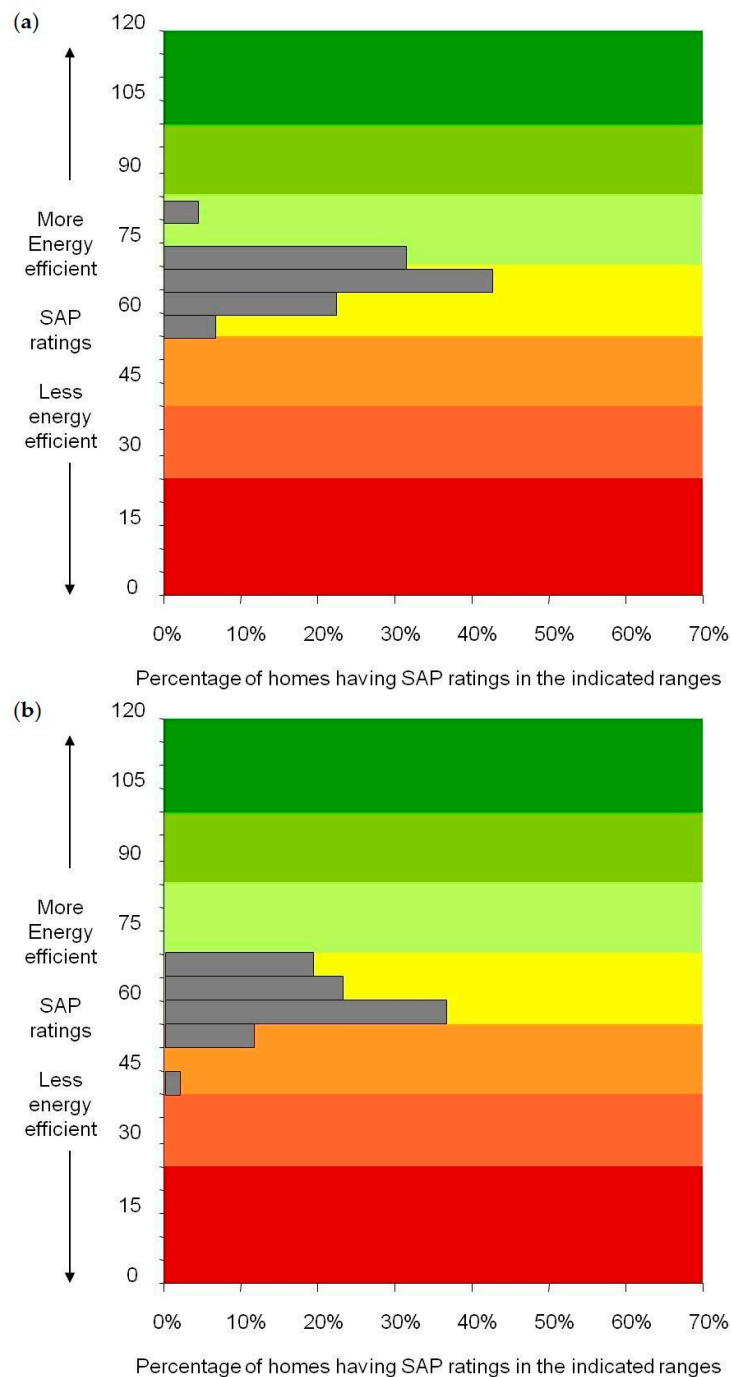 (a)
120
105
90
75
60
45
30
15
0
More
Energy
efficient
SAP
ratings
Less
energy
efficient
0% 10% 20% 30% 40% 50% 60% 70%
Percentage of homes having SAP ratings in the indicated ranges
(b)
120
105
90
75
60
45
30
15
0
More
Energy
efficient
SAP
ratings
Less
energy
efficient
0% 10% 20% 30% 40% 50% 60% 70%
Percentage of homes having SAP ratings in the indicated ranges